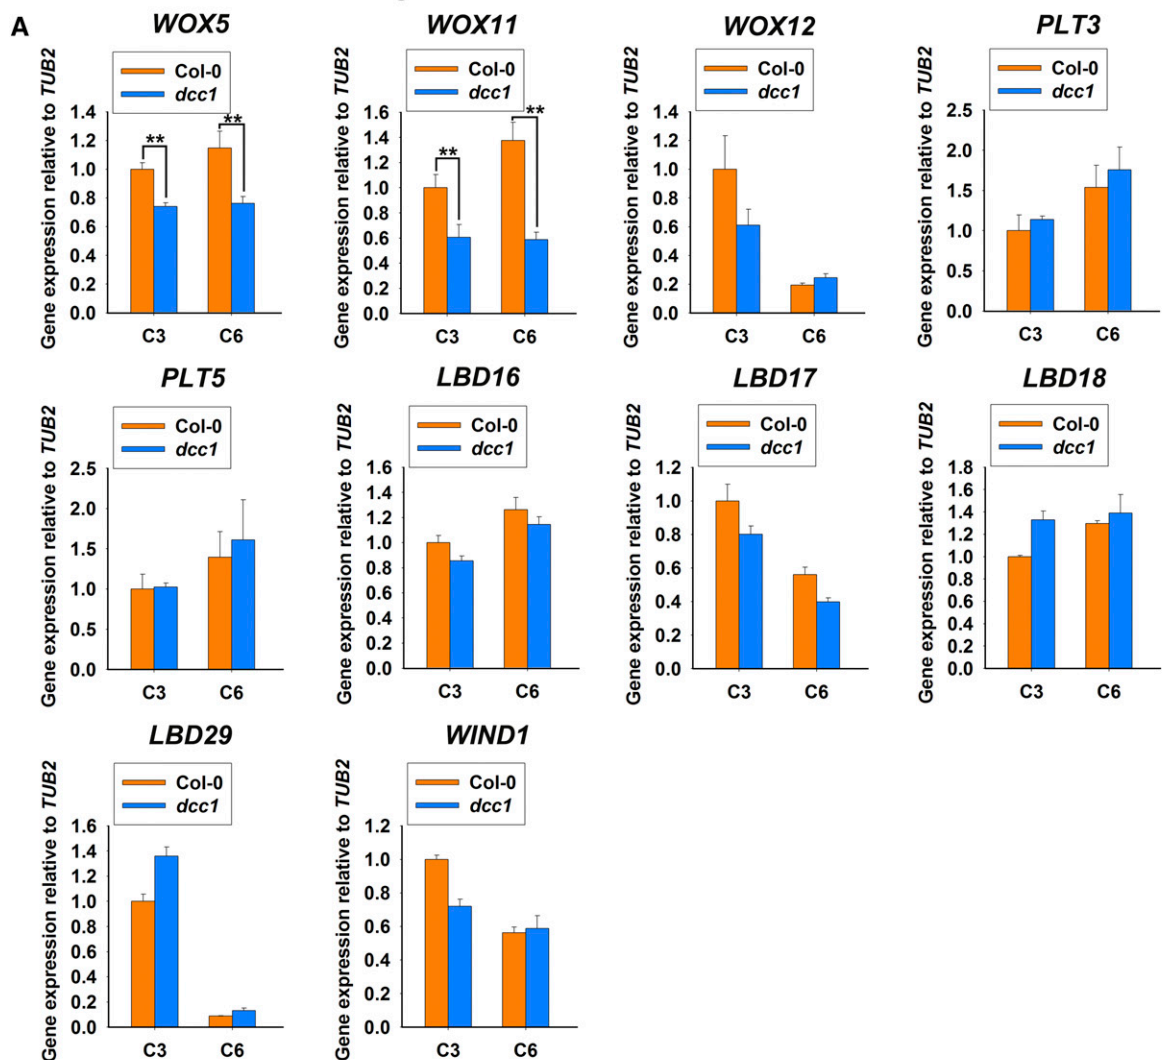 A
WOX5
WOX11
WOX12
PLT3
Col-0
dcc1
Col-0
dcc1
Col-0
dcc1
Col-0
dcc1
Gene expression relative to TUB2
1.4
1.2
1.0
0.8
0.6
0.4
0.2
0.0
**
**
C3 C6
Gene expression relative to TUB2
1.6
1.4
1.2
1.0
0.8
0.6
0.4
0.2
0.0
**
**
C3 C6
Gene expression relative to TUB2
1.4
1.2
1.0
0.8
0.6
0.4
0.2
0.0
C3 C6
Gene expression relative to TUB2
2.5
2.0
1.5
1.0
0.5
0.0
C3 C6
PLT5
LBD16
LBD17
LBD18
Col-0
dcc1
Col-0
dcc1
Col-0
dcc1
Col-0
dcc1
Gene expression relative to TUB2
2.5
2.0
1.5
1.0
0.5
0.0
C3 C6
Gene expression relative to TUB2
1.6
1.4
1.2
1.0
0.8
0.6
0.4
0.2
0.0
C3 C6
Gene expression relative to TUB2
1.2
1.0
0.8
0.6
0.4
0.2
0.0
C3 C6
Gene expression relative to TUB2
1.8
1.6
1.4
1.2
1.0
0.8
0.6
0.4
0.2
0.0
C3 C6
LBD29
WIND1
Col-0
dcc1
Col-0
dcc1
Gene expression relative to TUB2
1.6
1.4
1.2
1.0
0.8
0.6
0.4
0.2
0.0
C3 C6
Gene expression relative to TUB2
1.2
1.0
0.8
0.6
0.4
0.2
0.0
C3 C6